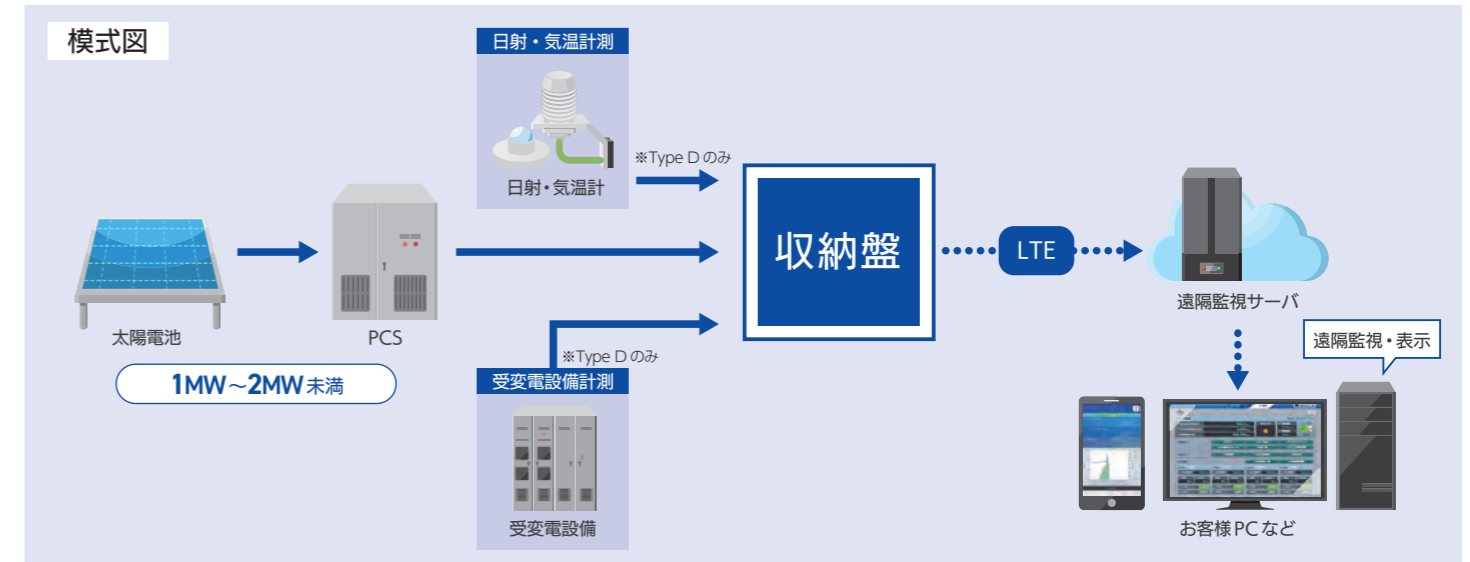 模式図
日射・気温計測
日射・気温計
※Type D のみ
太陽電池
PCS
1MW～2MW未満
※Type D のみ
受変電設備計測
受変電設備
収納盤
LTE
遠隔監視サーバ
遠隔監視・表示
お客様PCなど